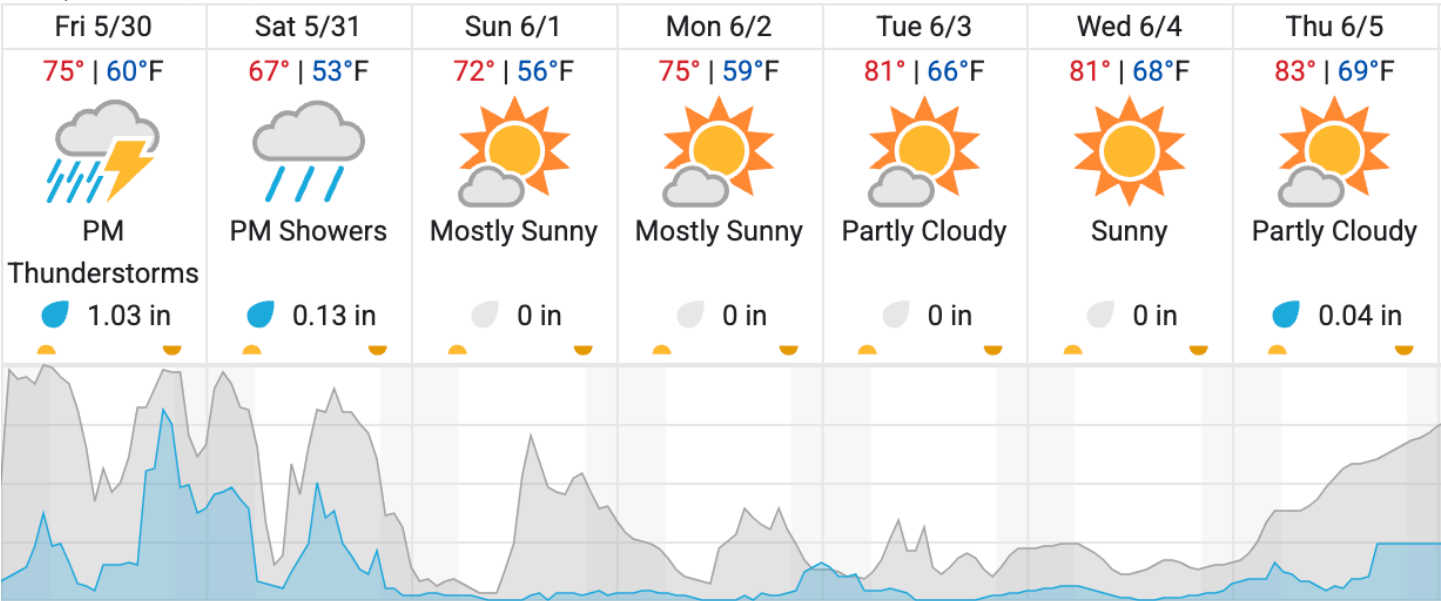 Fri 5/30
Sat 5/31
Sun 6/1
Mon 6/2
Tue 6/3
Wed 6/4
Thu 6/5
75° | 60°F
67° | 53°F
72° | 56°F
75° | 59°F
81° | 66°F
81° | 68°F
83° | 69°F
PM
Thunderstorms
PM Showers
Mostly Sunny
Mostly Sunny
Partly Cloudy
Sunny
Partly Cloudy
1.03 in
0.13 in
0 in
0 in
0 in
0 in
0.04 in